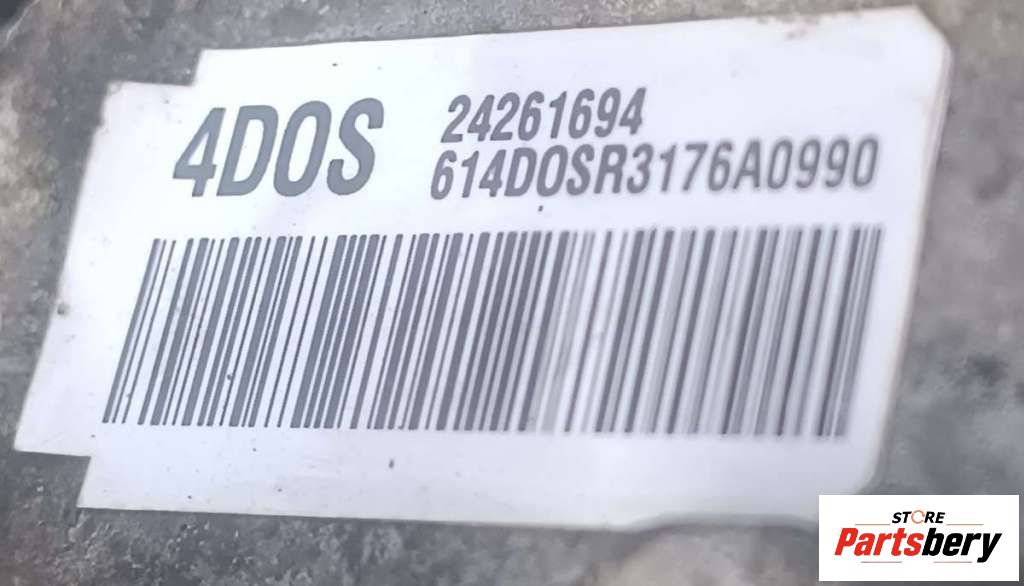 4DOS
24261694
614DOSR3176A0990
STORE
Partsbery